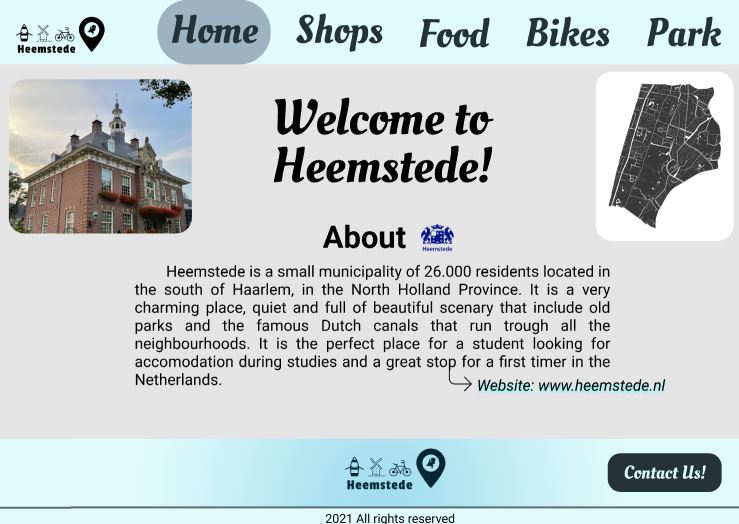 Heemstede
Home
Shops
Food
Bikes
Park
Welcome to
Heemstede!
About
Heemstede
Heemstede is a small municipality of 26.000 residents located in
the south of Haarlem, in the North Holland Province. It is a very
charming place, quiet and full of beautiful scenary that include old
parks and the famous Dutch canals that run trough all the
neighbourhoods. It is the perfect place for a student looking for
accomodation during studies and a great stop for a first timer in the
Netherlands.
Website: www.heemstede.nl
Heemstede
Contact Us!
2021 All rights reserved